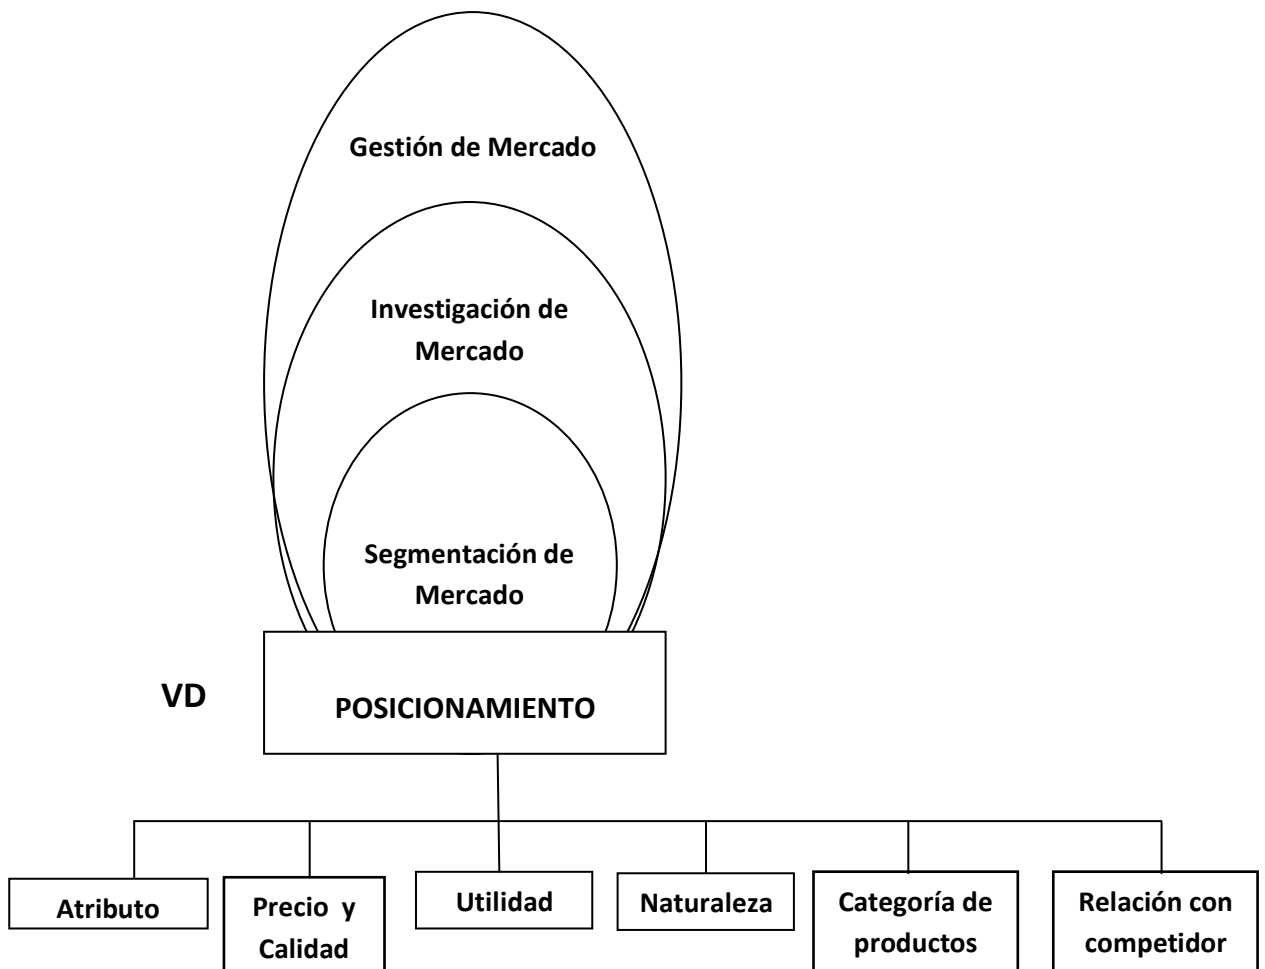 Gestión de Mercado
Investigación de
Mercado
Segmentación de
Mercado
VD
POSICIONAMIENTO
Atributo
Precio y
Calidad
Utilidad
Naturaleza
Categoría de
productos
Relación con
competidor